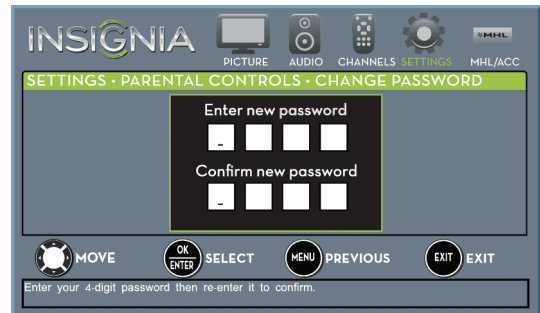 INSIGNIA
PICTURE AUDIO CHANNELS SETTINGS MHL/ACC
MHL
SETTINGS • PARENTAL CONTROLS • CHANGE PASSWORD
Enter new password
_
Confirm new password
_
MOVE OK ENTER SELECT MENU PREVIOUS EXIT EXIT
Enter your 4-digit password then re-enter it to confirm.